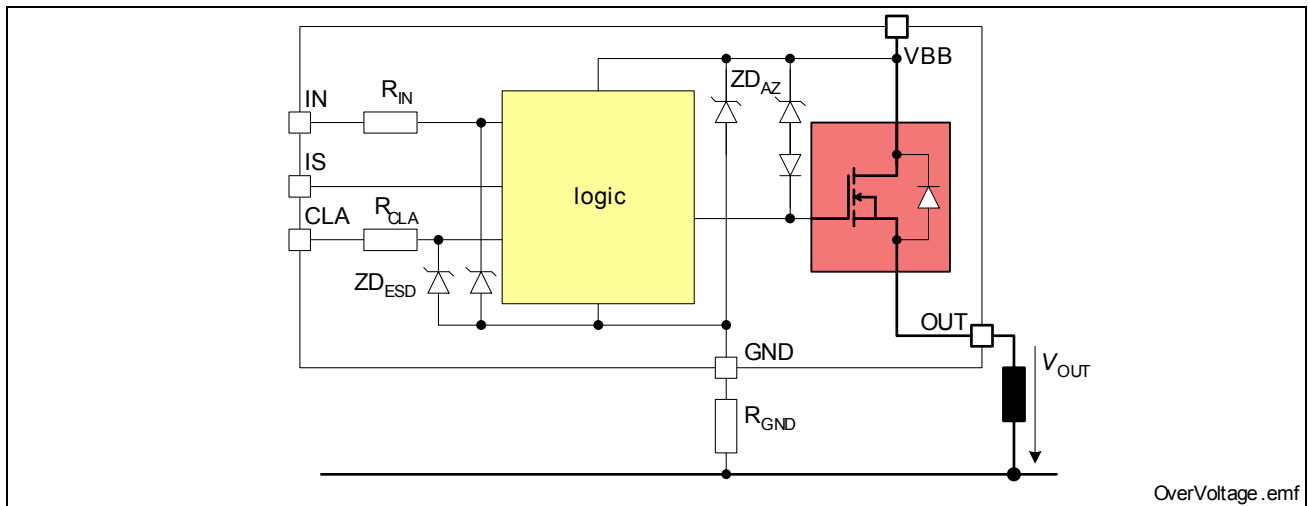 VBB
ZDAZ
IN
RIN
IS
logic
CLA
RCLA
ZDESD
OUT
GND
VOUT
RGND
OverVoltage.emf